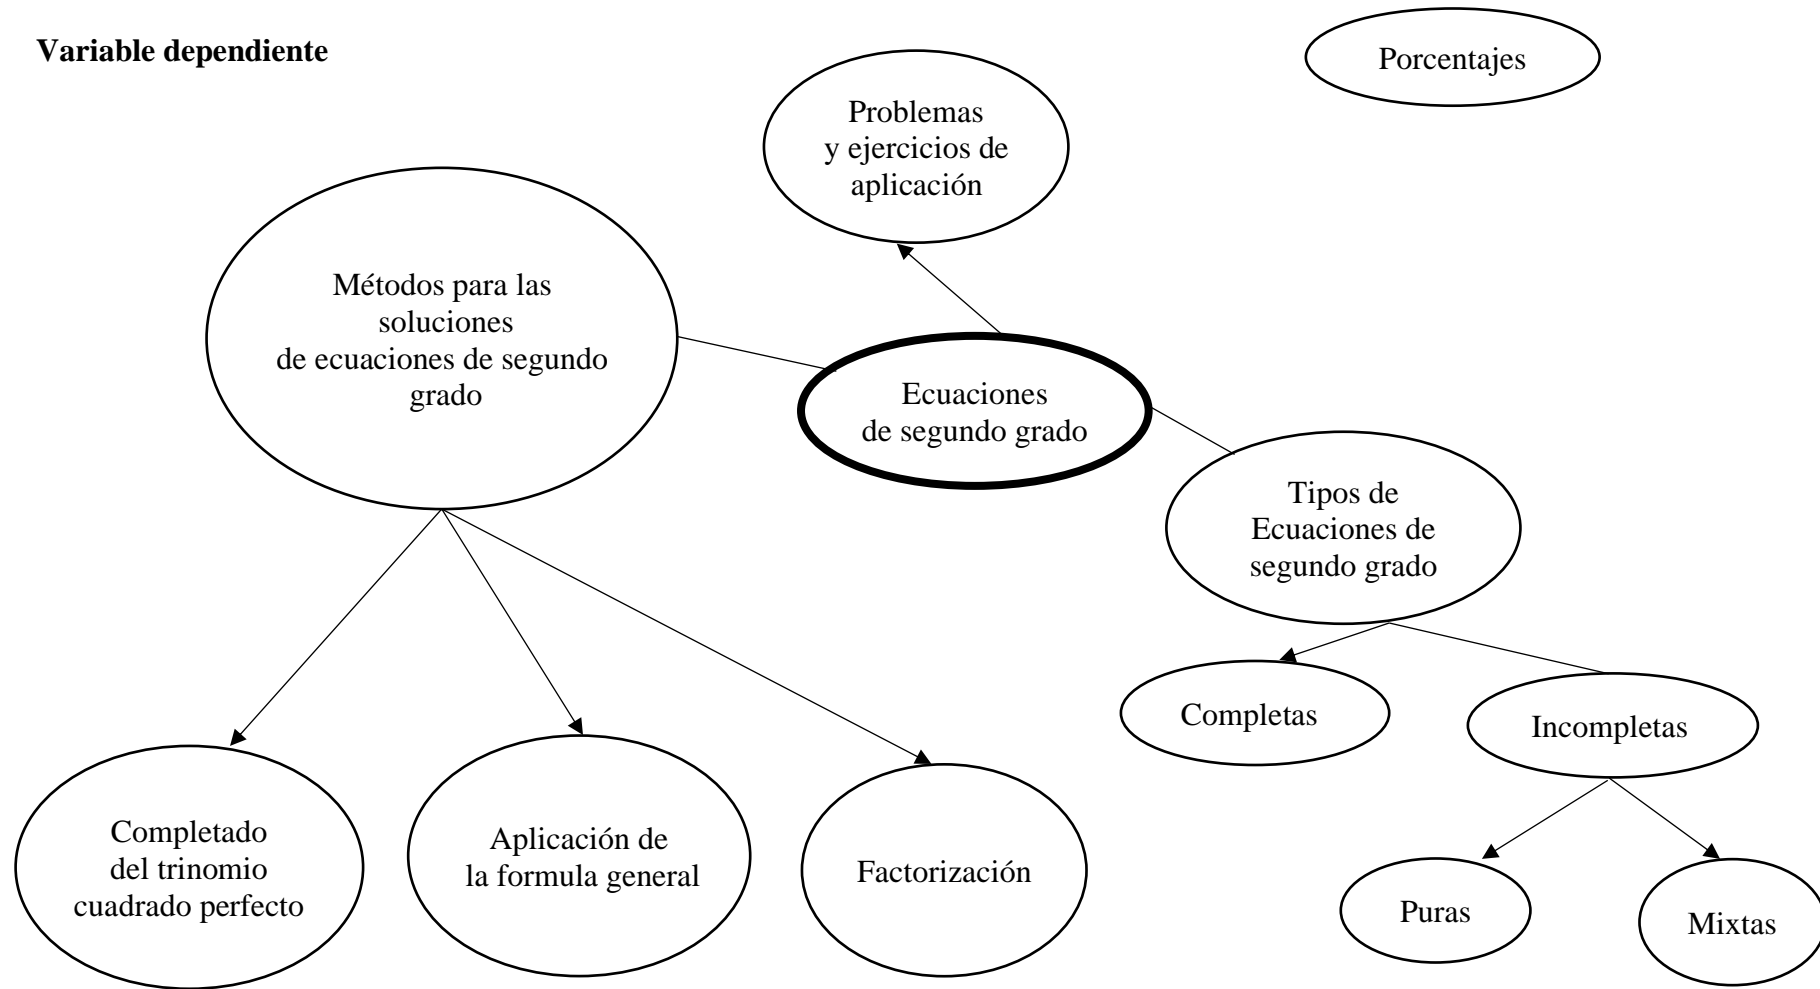 Variable dependiente
Porcentajes
Problemas
y ejercicios de
aplicación
Métodos para las
soluciones
de ecuaciones de segundo
grado
Ecuaciones
de segundo grado
Tipos de
Ecuaciones de
segundo grado
Completas
Incompletas
Completado
del trinomio
cuadrado perfecto
Aplicación de
la formula general
Factorización
Puras
Mixtas